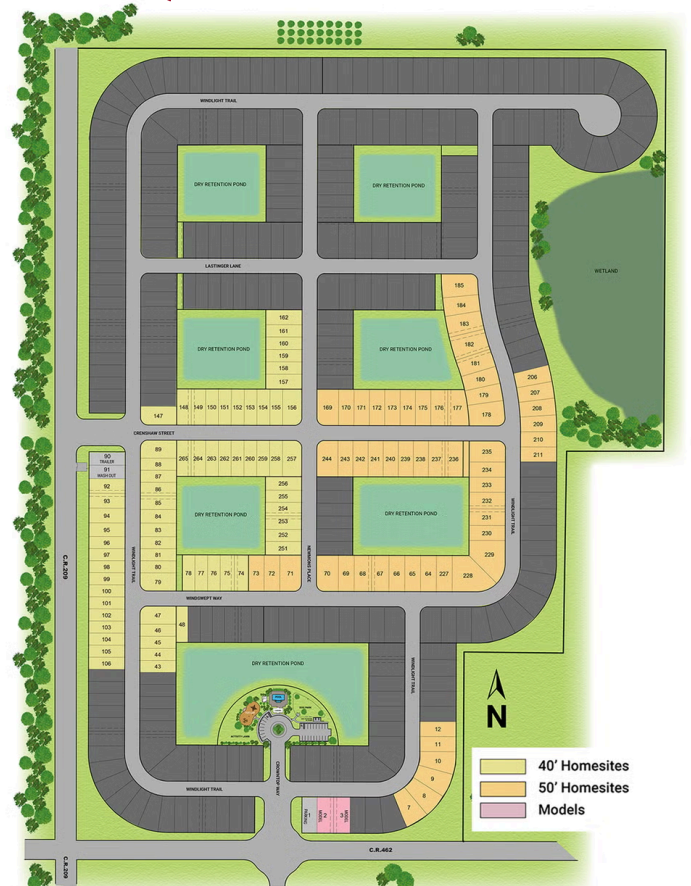 WINDLIGHT TRAIL
DRY RETENTION POND
DRY RETENTION POND
WETLAND
LASTINGER LANE
185
184
183
182
181
180
179
178
162
161
160
159
158
157
DRY RETENTION POND
DRY RETENTION POND
147
148 149 150 151 152 153 154 155 156
169 170 171 172 173 174 175 176 177
206
207
208
209
210
211
CRENSHAW STREET
90
TRAILER
91
WASH OUT
92
93
94
95
96
97
98
99
100
101
102
103
104
105
106
89
88
87
86
85
84
83
82
81
80
79
265 264 263 262 261 260 259 258 257
244 243 242 241 240 239 238 237 236
235
234
233
232
231
230
229
228
256
255
254
253
252
251
DRY RETENTION POND
DRY RETENTION POND
C.R.209
WINDLIGHT TRAIL
WINDLIGHT TRAIL
78 77 76 75 74 73 72 71
70 69 68 67 66 65 64 227
WINDSWEPT WAY
47
46
45
44
43
48
DRY RETENTION POND
WINDLIGHT TRAIL
N
12
11
10
9
8
7
WINDLIGHT TRAIL
PARKING
1
MODEL
2
3
MODEL
40' Homesites
50' Homesites
Models
C.R.462
C.R.209